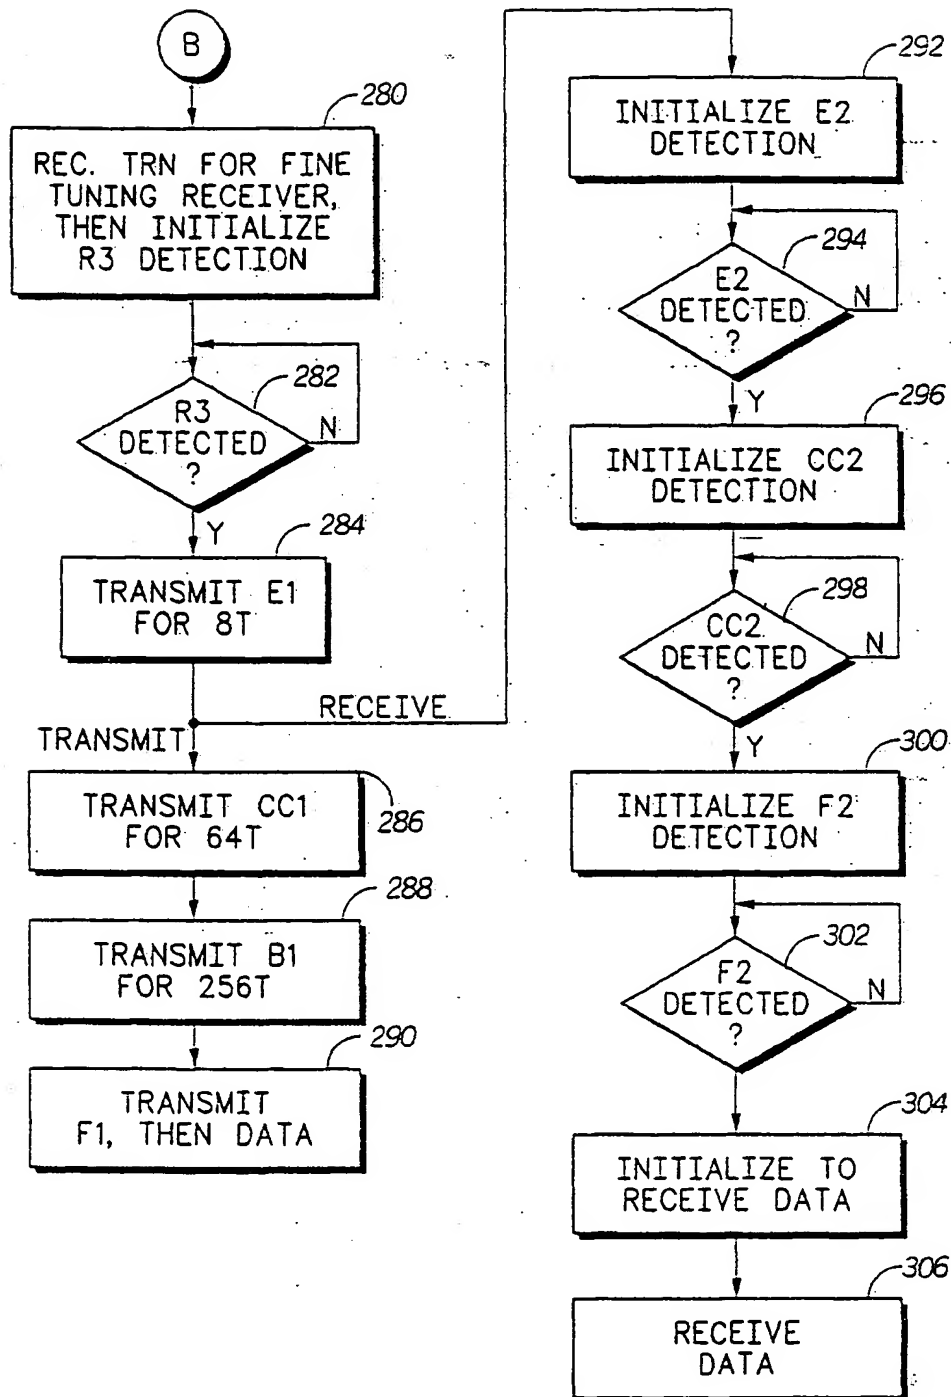 B
280
REC. TRN FOR FINE
TUNING RECEIVER,
THEN INITIALIZE
R3 DETECTION
282
R3
DETECTED
?
N
Y
284
TRANSMIT E1
FOR 8T
RECEIVE
TRANSMIT
TRANSMIT CC1
FOR 64T
286
288
TRANSMIT B1
FOR 256T
290
TRANSMIT
F1, THEN DATA
292
INITIALIZE E2
DETECTION
294
E2
DETECTED
?
N
Y
296
INITIALIZE CC2
DETECTION
298
CC2
DETECTED
?
N
Y
300
INITIALIZE F2
DETECTION
302
F2
DETECTED
?
N
304
INITIALIZE TO
RECEIVE DATA
306
RECEIVE
DATA